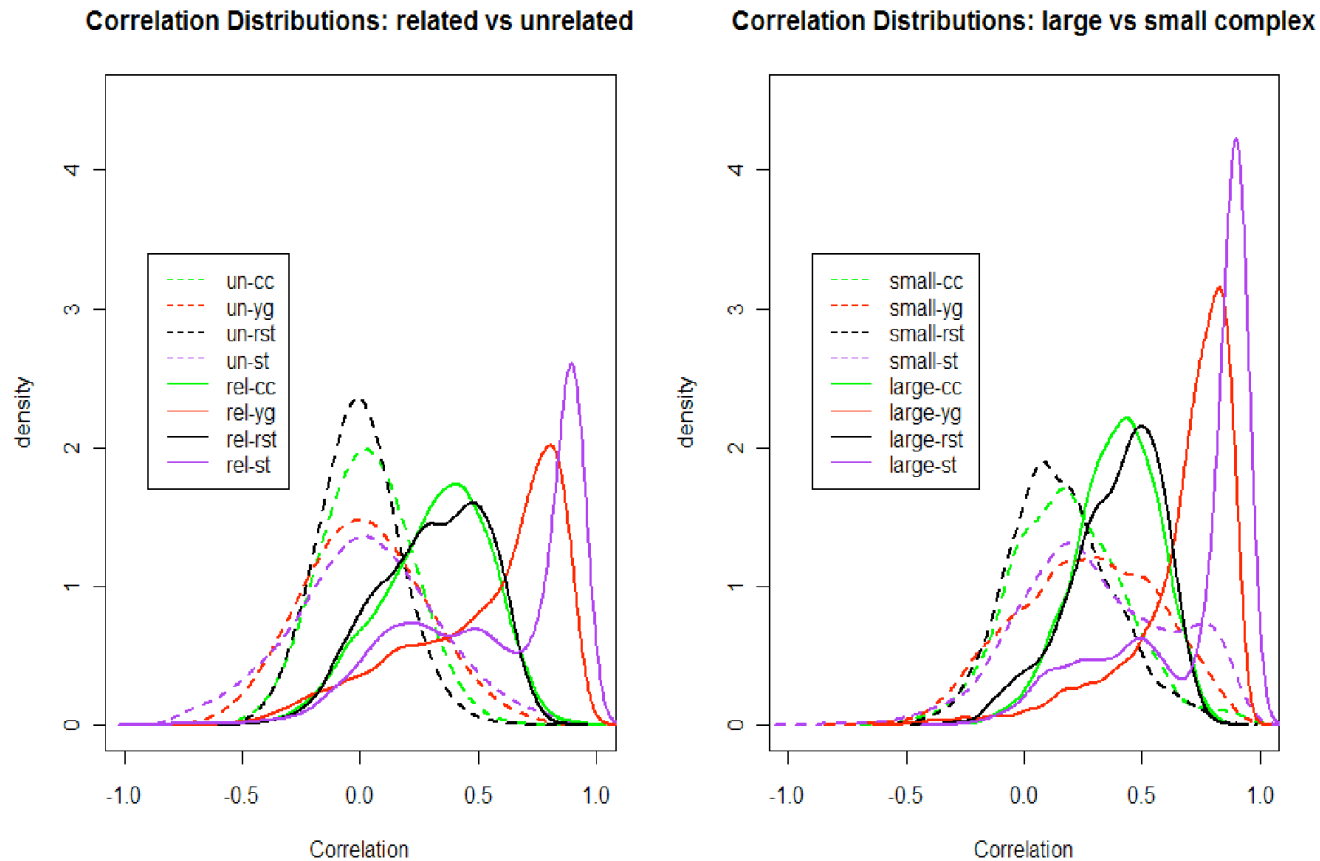 Correlation Distributions: related vs unrelated
density
4
3
2
1
0
un-cc
un-yg
un-rst
un-st
rel-cc
rel-yg
rel-rst
rel-st
-1.0 -0.5 0.0 0.5 1.0
Correlation
Correlation Distributions: large vs small complex
density
4
3
2
1
0
small-cc
small-yg
small-rst
small-st
large-cc
large-yg
large-rst
large-st
-1.0 -0.5 0.0 0.5 1.0
Correlation